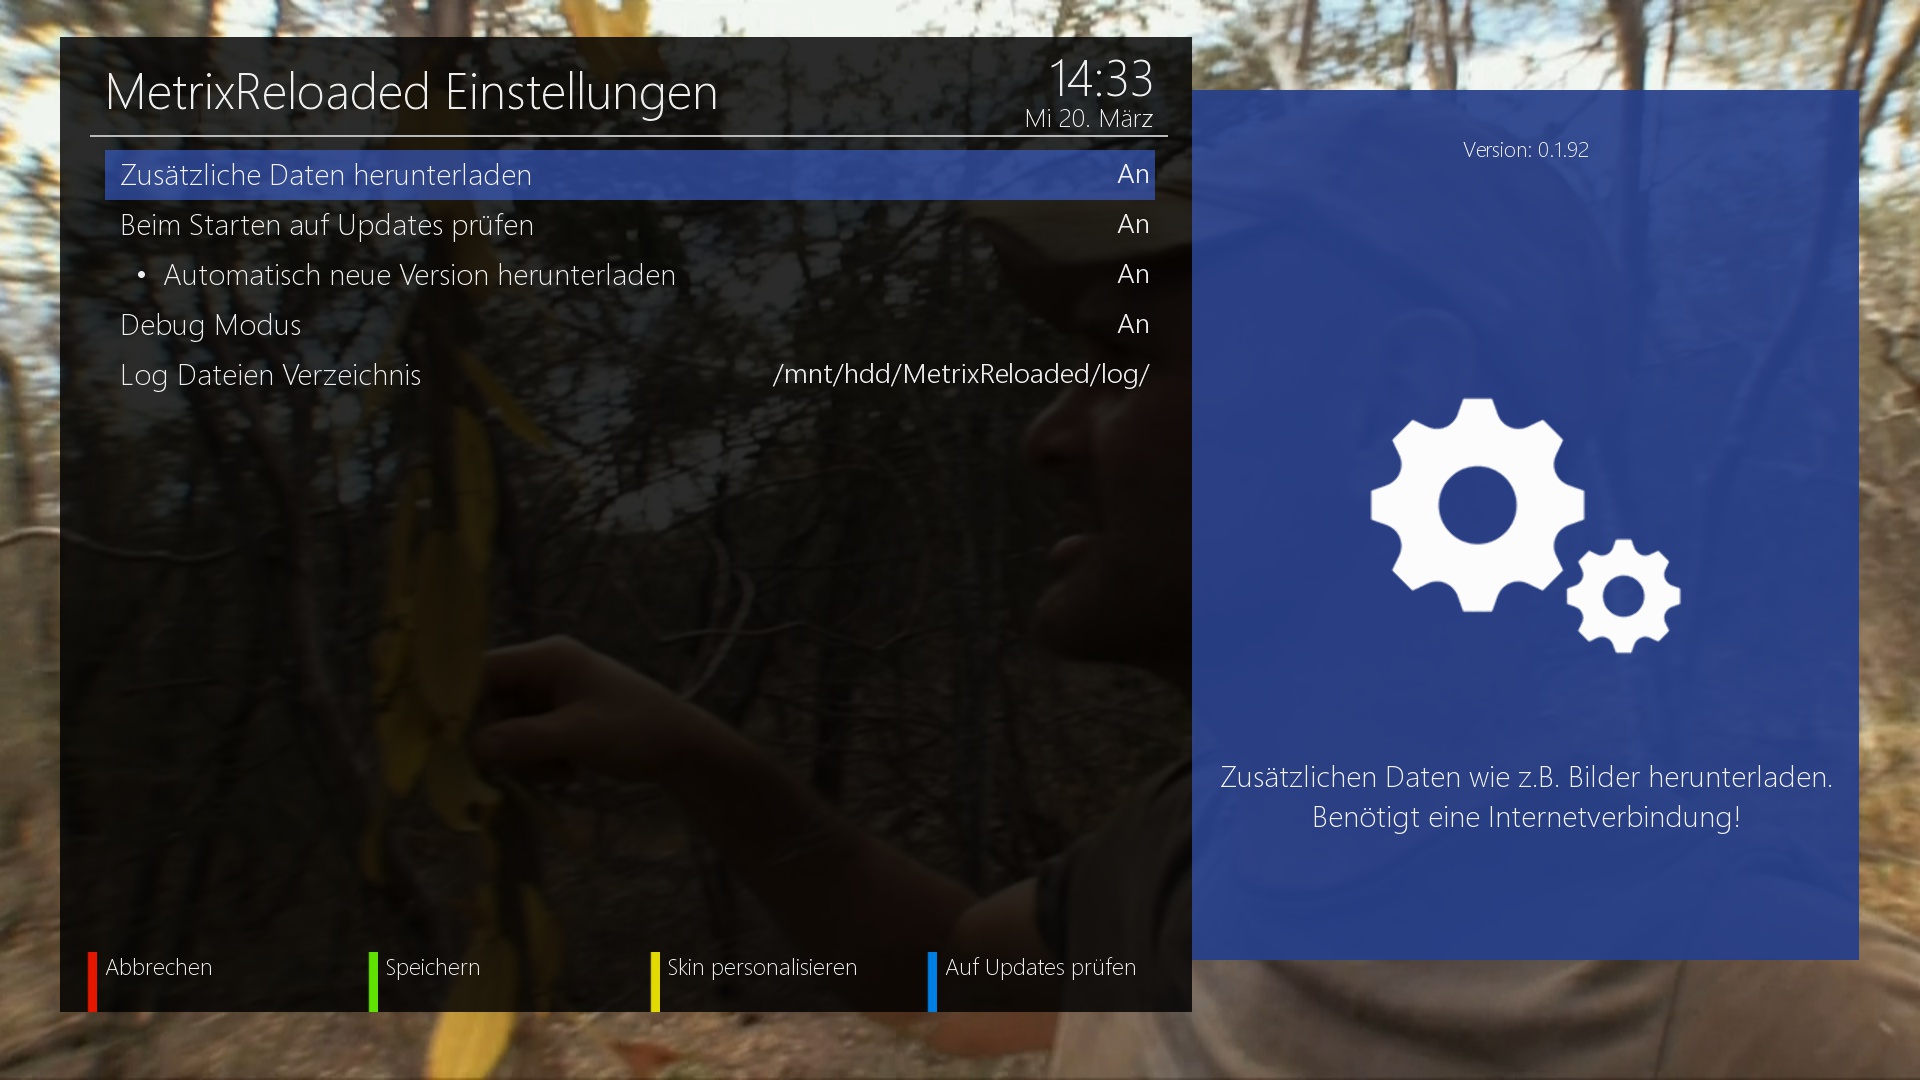 MetrixReloaded Einstellungen
14:33
Mi 20. März
Zusätzliche Daten herunterladen An
Beim Starten auf Updates prüfen An
• Automatisch neue Version herunterladen An
Debug Modus An
Log Dateien Verzeichnis /mnt/hdd/MetrixReloaded/log/
Abbrechen Speichern Skin personalisieren Auf Updates prüfen
Version: 0.1.92
Zusätzlichen Daten wie z.B. Bilder herunterladen.
Benötigt eine Internetverbindung!